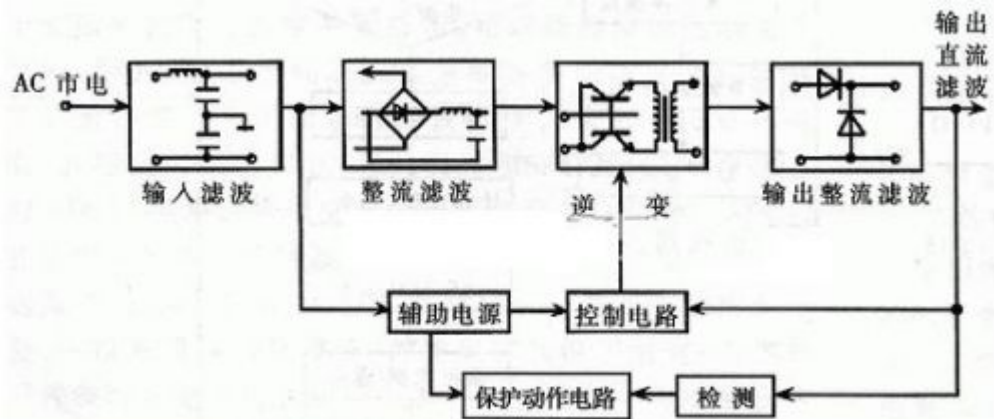 输出
直流
滤波
AC 市电
输入滤波
整流滤波
逆变
输出整流滤波
辅助电源
控制电路
保护动作电路
检测